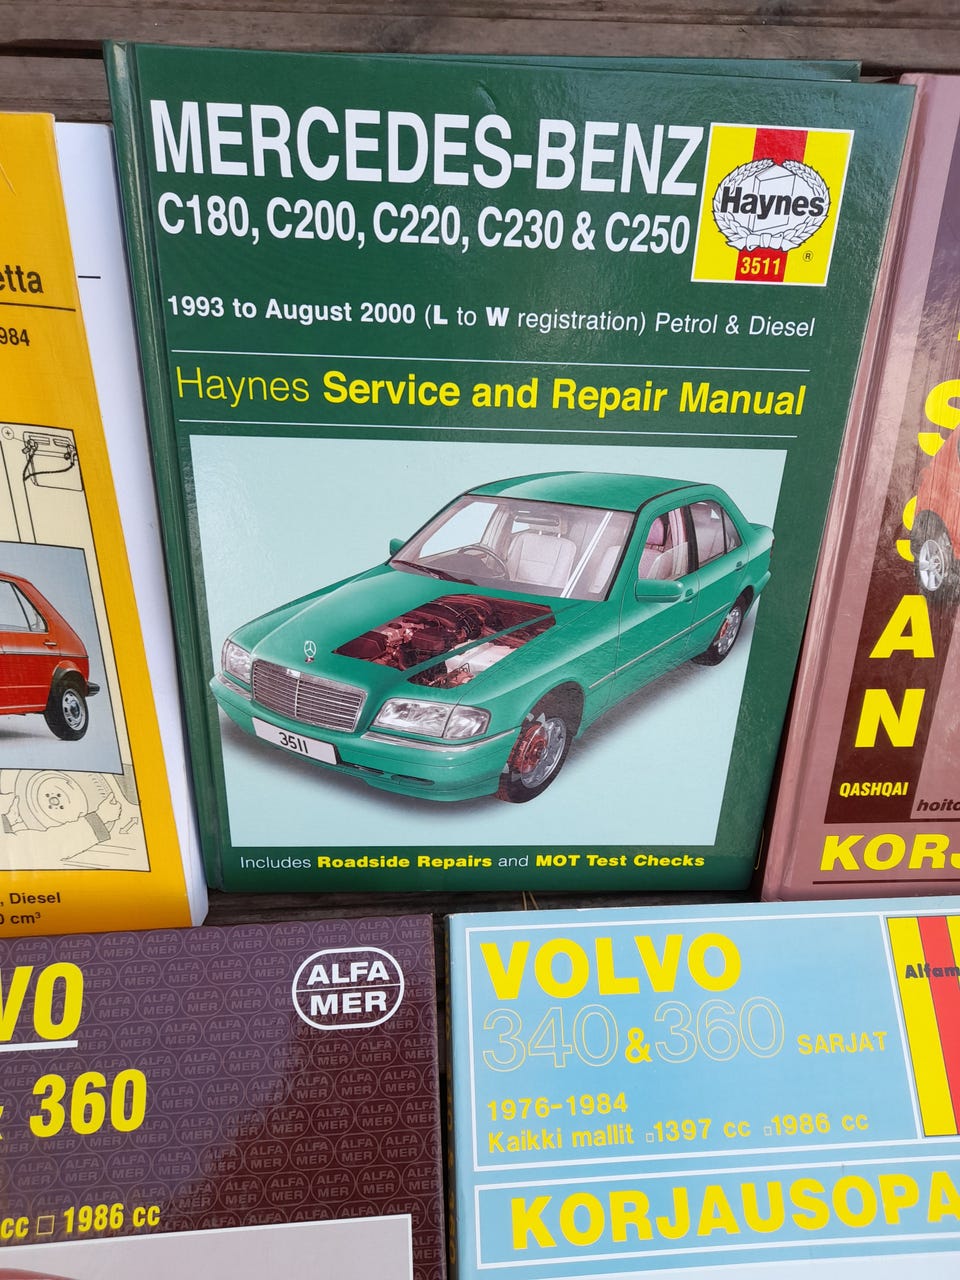 MERCEDES-BENZ
C180, C200, C220, C230 & C250
Haynes
®
3511
1993 to August 2000 (L to W registration) Petrol & Diesel
Haynes Service and Repair Manual
3511
Includes Roadside Repairs and MOT Test Checks
etta
984
, Diesel
0 cm³
S
S
A
N
QASHQAI
hoito
KORJ
VO
360
cc □ 1986 cc
ALFA
MER
VOLVO
340 & 360 SARJAT
1976-1984
Kaikki mallit □1397 cc □1986 cc
Alfam
KORJAUSOPA